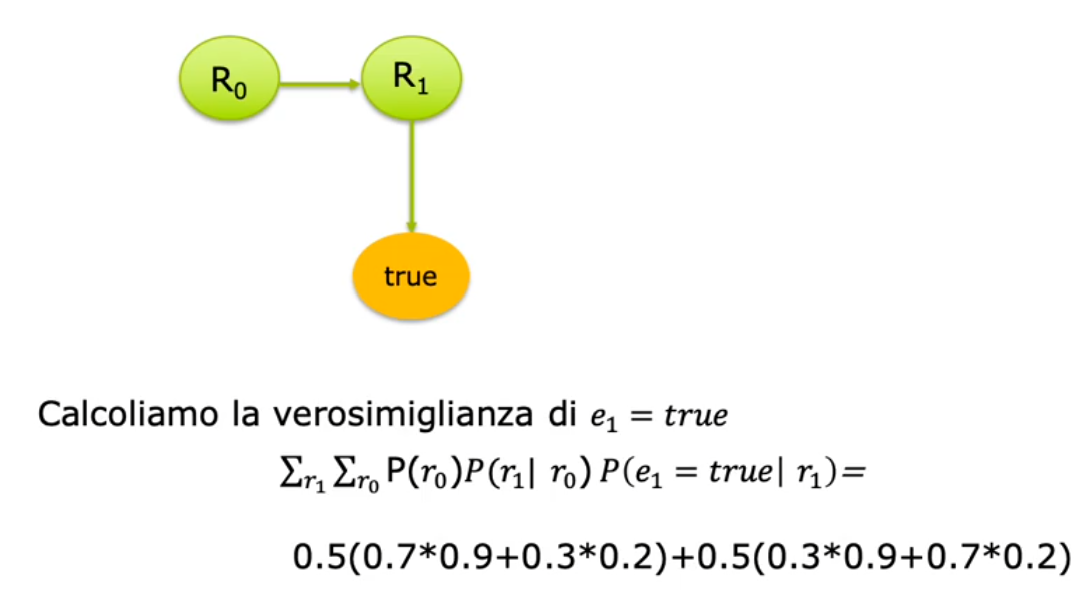 R₀ R₁
true
Calcoliamo la verosimiglianza di e₁ = true
∑r₁ ∑r₀ P(r₀)P(r₁| r₀) P(e₁ = true| r₁)=
0.5(0.7*0.9+0.3*0.2)+0.5(0.3*0.9+0.7*0.2)